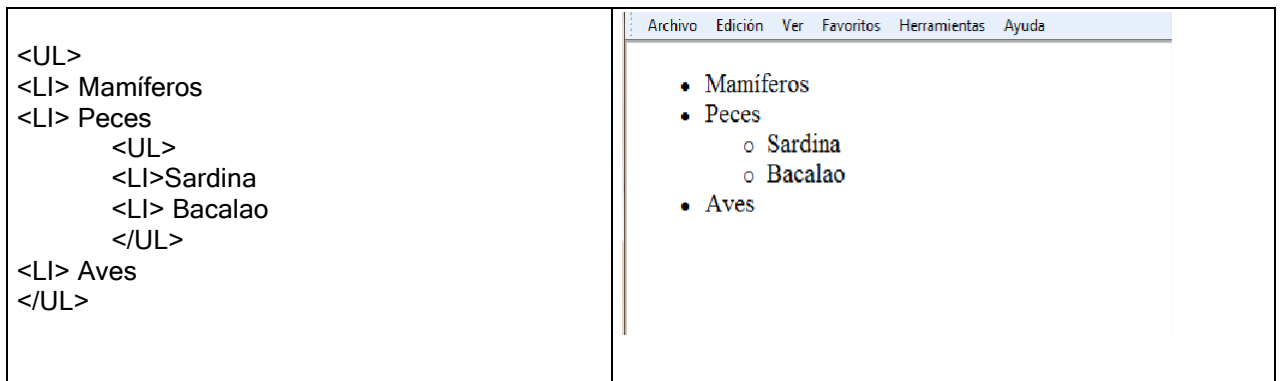 <UL>
<LI> Mamíferos
<LI> Peces
<UL>
<LI>Sardina
<LI> Bacalao
</UL>
<LI> Aves
</UL>
Archivo Edición Ver Favoritos Herramientas Ayuda
Mamíferos
Peces
Sardina
Bacalao
Aves